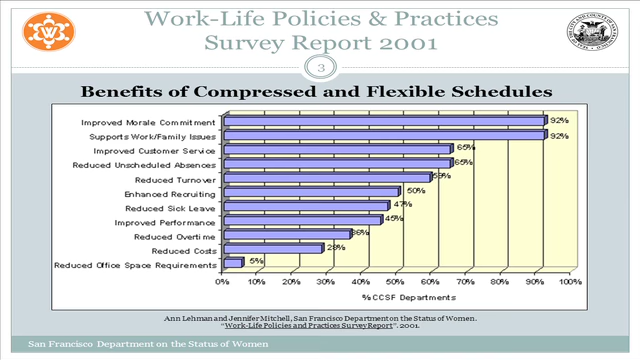 Work-Life Policies & Practices
Survey Report 2001
3
Benefits of Compressed and Flexible Schedules
Improved Morale Commitment 92%
Supports Work/Family Issues 92%
Improved Customer Service 65%
Reduced Unscheduled Absences 65%
Reduced Turnover 59%
Enhanced Recruiting 50%
Reduced Sick Leave 47%
Improved Performance 45%
Reduced Overtime 36%
Reduced Costs 28%
Reduced Office Space Requirements 5%
0% 10% 20% 30% 40% 50% 60% 70% 80% 90% 100%
% CCSF Departments
Ann Lehman and Jennifer Mitchell, San Francisco Department on the Status of Women.
"Work-Life Policies and Practices Survey Report". 2001.
San Francisco Department on the Status of Women